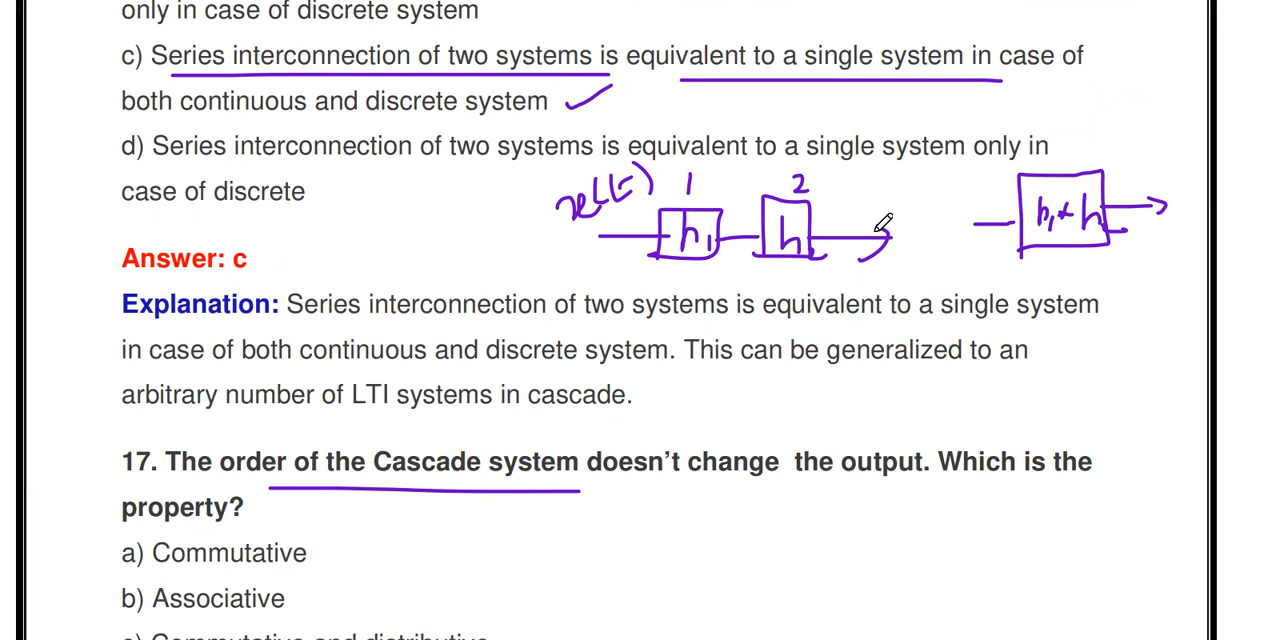 only in case of discrete system
c) Series interconnection of two systems is equivalent to a single system in case of
both continuous and discrete system
d) Series interconnection of two systems is equivalent to a single system only in
case of discrete
1 2
h1 h h1 * h
Answer: c
Explanation: Series interconnection of two systems is equivalent to a single system
in case of both continuous and discrete system. This can be generalized to an
arbitrary number of LTI systems in cascade.
17. The order of the Cascade system doesn’t change the output. Which is the
property?
a) Commutative
b) Associative
c) Commutative and distributive